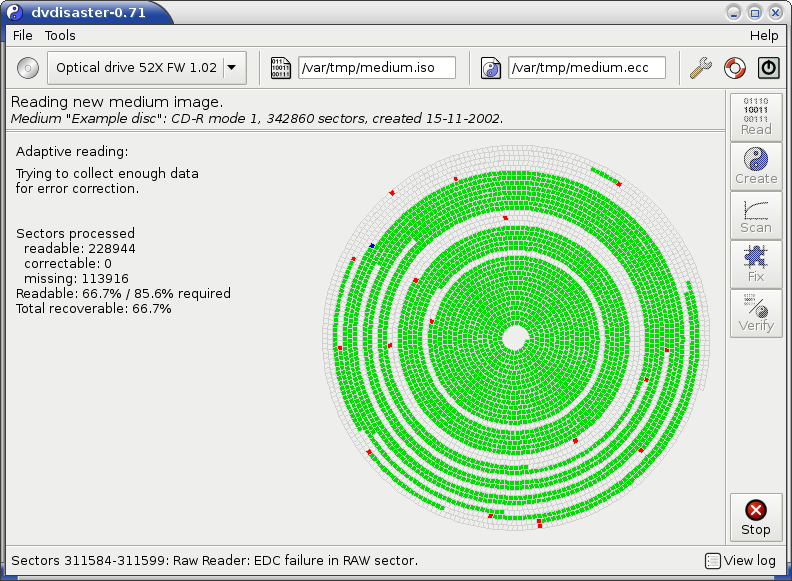 dvdisaster-0.71
File Tools Help
Optical drive 52X FW 1.02
/var/tmp/medium.iso
/var/tmp/medium.ecc
Reading new medium image.
Medium "Example disc": CD-R mode 1, 342860 sectors, created 15-11-2002.
Adaptive reading:
Trying to collect enough data
for error correction.
Sectors processed
readable: 228944
correctable: 0
missing: 113916
Readable: 66.7% / 85.6% required
Total recoverable: 66.7%
01110
10011
00111
Read
Create
Scan
Fix
Verify
Stop
Sectors 311584-311599: Raw Reader: EDC failure in RAW sector.
View log